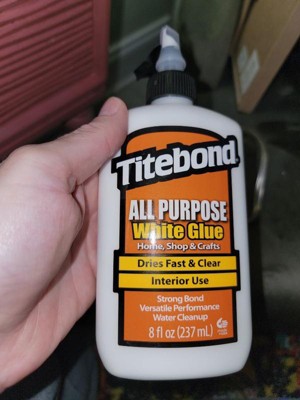 Titebond
ALL PURPOSE
White Glue
Home, Shop & Crafts
Dries Fast & Clear
Interior Use
Strong Bond
Versatile Performance
Water Cleanup
8 fl oz (237 mL)